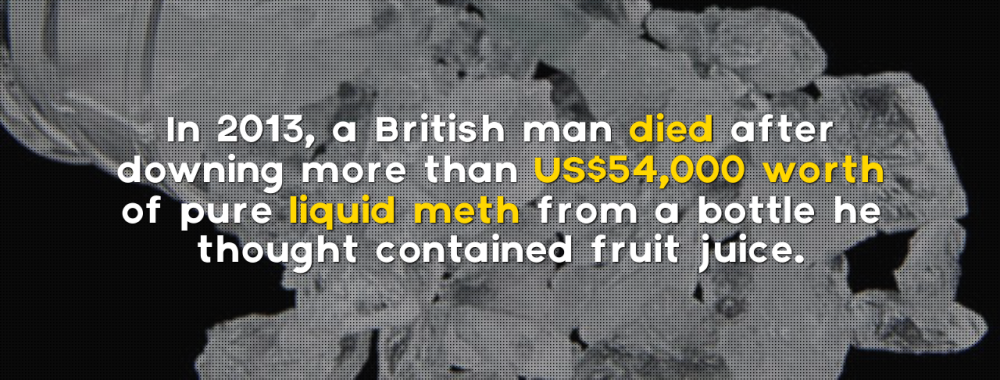 In 2013, a British man died after
downing more than US$54,000 worth
of pure liquid meth from a bottle he
thought contained fruit juice.